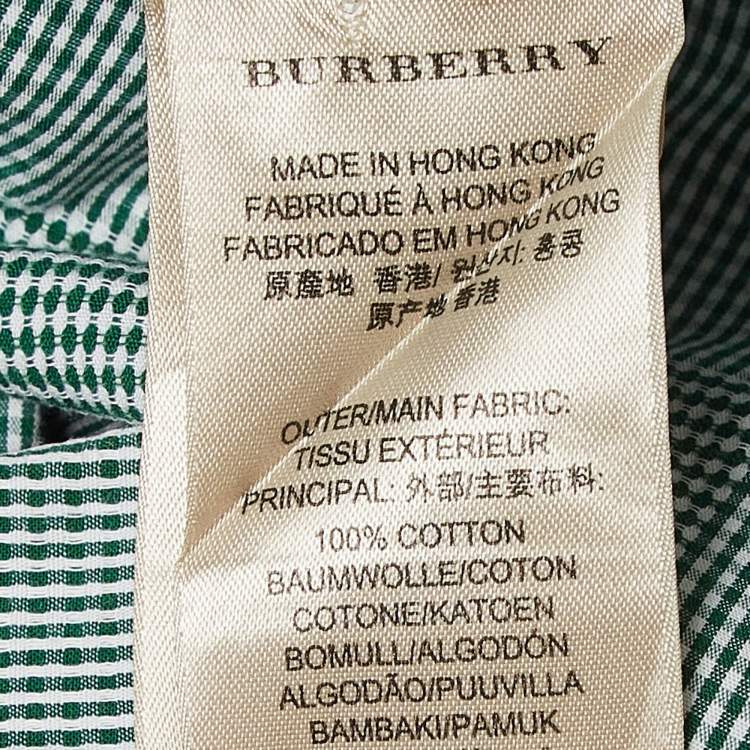 BURBERRY
MADE IN HONG KONG
FABRIQUÉ À HONG KONG
FABRICADO EM HONG KONG
原產地 香港/ 원산지: 홍콩
原产地 香港
OUTER/MAIN FABRIC:
TISSU EXTÉRIEUR
PRINCIPAL: 外部/主要布料:
100% COTTON
BAUMWOLLE/COTON
COTONE/KATOEN
BOMULL/ALGODÓN
ALGODÃO/PUUVILLA
BAMBAKI/PAMUK